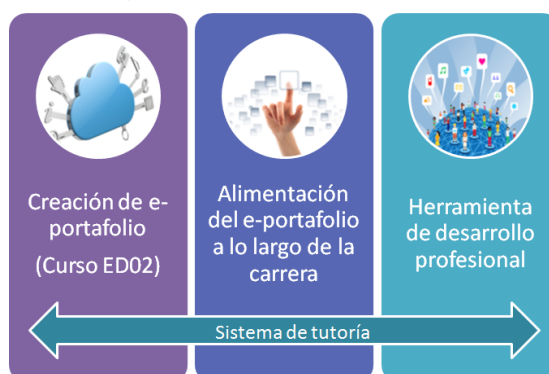 Creación de e-
portafolio
(Curso ED02)
Alimentación
del e-portafolio
a lo largo de la
carrera
Herramienta
de desarrollo
profesional
Sistema de tutoría